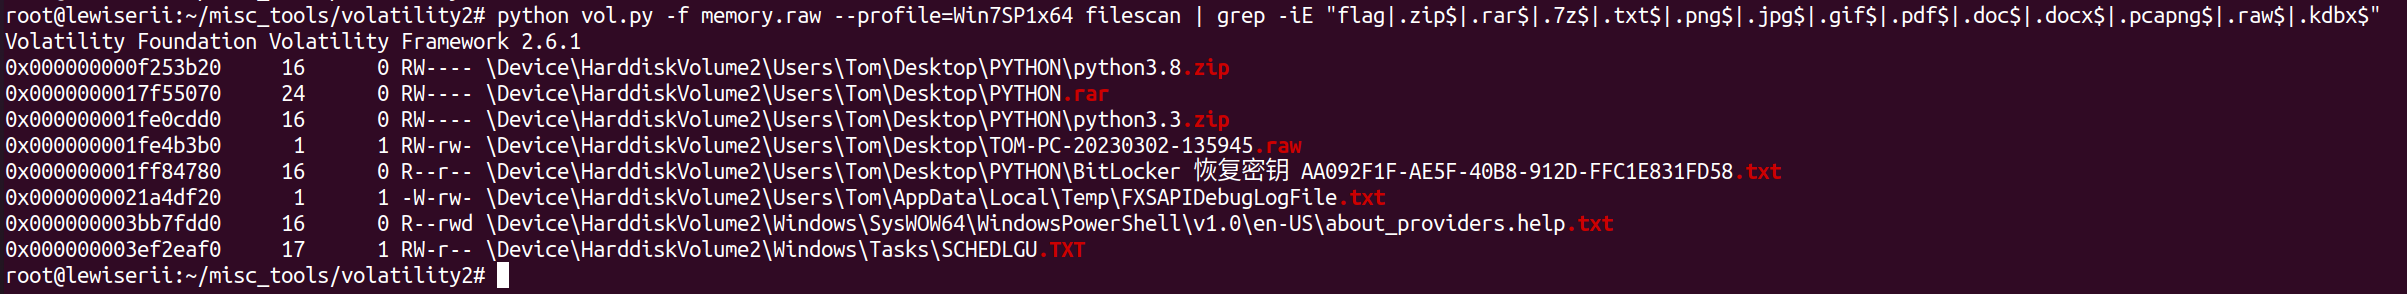 root@lewiserii:~/misc_tools/volatility2# python vol.py -f memory.raw --profile=Win7SP1x64 filescan | grep -iE "flag|.zip$|.rar$|.7z$|.txt$|.png$|.jpg$|.gif$|.pdf$|.doc$|.docx$|.pcapng$|.raw$|.kdbx$"
Volatility Foundation Volatility Framework 2.6.1
0x000000000f253b20     16      0 RW---- \Device\HarddiskVolume2\Users\Tom\Desktop\PYTHON\python3.8.zip
0x0000000017f55070     24      0 RW---- \Device\HarddiskVolume2\Users\Tom\Desktop\PYTHON.rar
0x000000001fe0cdd0     16      0 RW---- \Device\HarddiskVolume2\Users\Tom\Desktop\PYTHON\python3.3.zip
0x000000001fe4b3b0      1      1 RW-rw- \Device\HarddiskVolume2\Users\Tom\Desktop\TOM-PC-20230302-135945.raw
0x000000001ff84780     16      0 R--r-- \Device\HarddiskVolume2\Users\Tom\Desktop\PYTHON\BitLocker 恢复密钥 AA092F1F-AE5F-40B8-912D-FFC1E831FD58.txt
0x0000000021a4df20      1      1 -W-rw- \Device\HarddiskVolume2\Users\Tom\AppData\Local\Temp\FXSAPIDebugLogFile.txt
0x000000003bb7fdd0     16      0 R--rwd \Device\HarddiskVolume2\Windows\SysWOW64\WindowsPowerShell\v1.0\en-US\about_providers.help.txt
0x000000003ef2eaf0     17      1 RW-r-- \Device\HarddiskVolume2\Windows\Tasks\SCHEDLGU.TXT
root@lewiserii:~/misc_tools/volatility2#